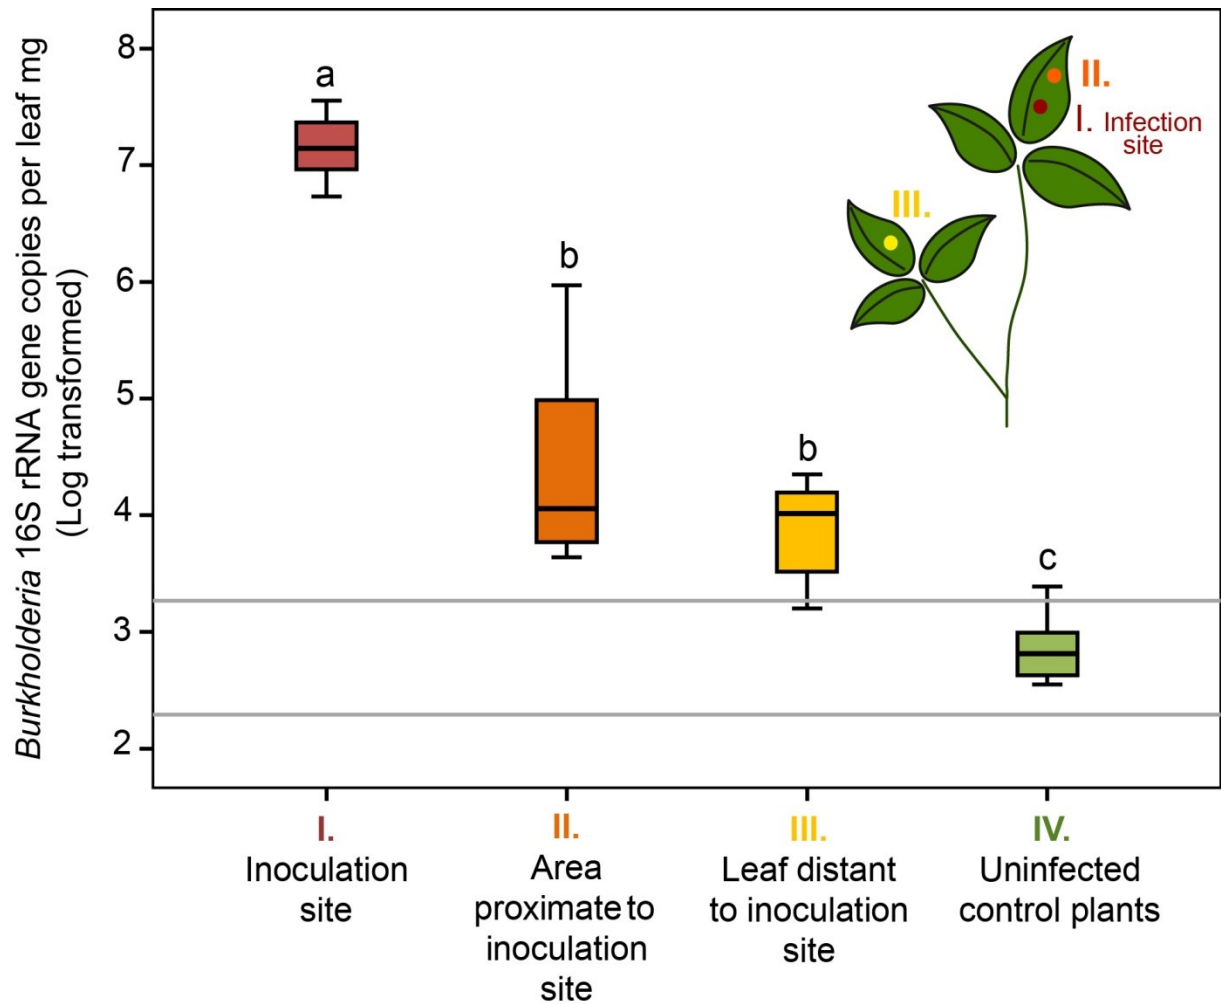 Burkholderia 16S rRNA gene copies per leaf mg
(Log transformed)
8
7
6
5
4
3
2
a
b
b
c
II.
I. Infection
site
III.
I.
Inoculation
site
II.
Area
proximate to
inoculation
site
III.
Leaf distant
to inoculation
site
IV.
Uninfected
control plants